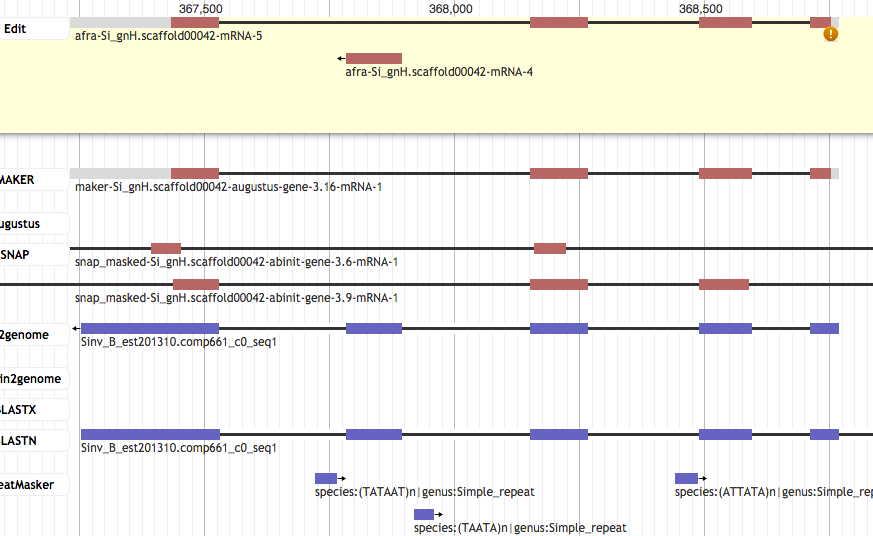 367,500 368,000 368,500
Edit
afra-Si_gnH.scaffold00042-mRNA-5
!
afra-Si_gnH.scaffold00042-mRNA-4
MAKER
maker-Si_gnH.scaffold00042-augustus-gene-3.16-mRNA-1
ugustus
SNAP
snap_masked-Si_gnH.scaffold00042-abinit-gene-3.6-mRNA-1
snap_masked-Si_gnH.scaffold00042-abinit-gene-3.9-mRNA-1
2genome
Sinv_B_est201310.comp661_c0_seq1
in2genome
LASTX
LASTN
Sinv_B_est201310.comp661_c0_seq1
eatMasker
species:(TATAAT)n|genus:Simple_repeat
species:(ATTATA)n|genus:Simple_rep
species:(TAATA)n|genus:Simple_repeat